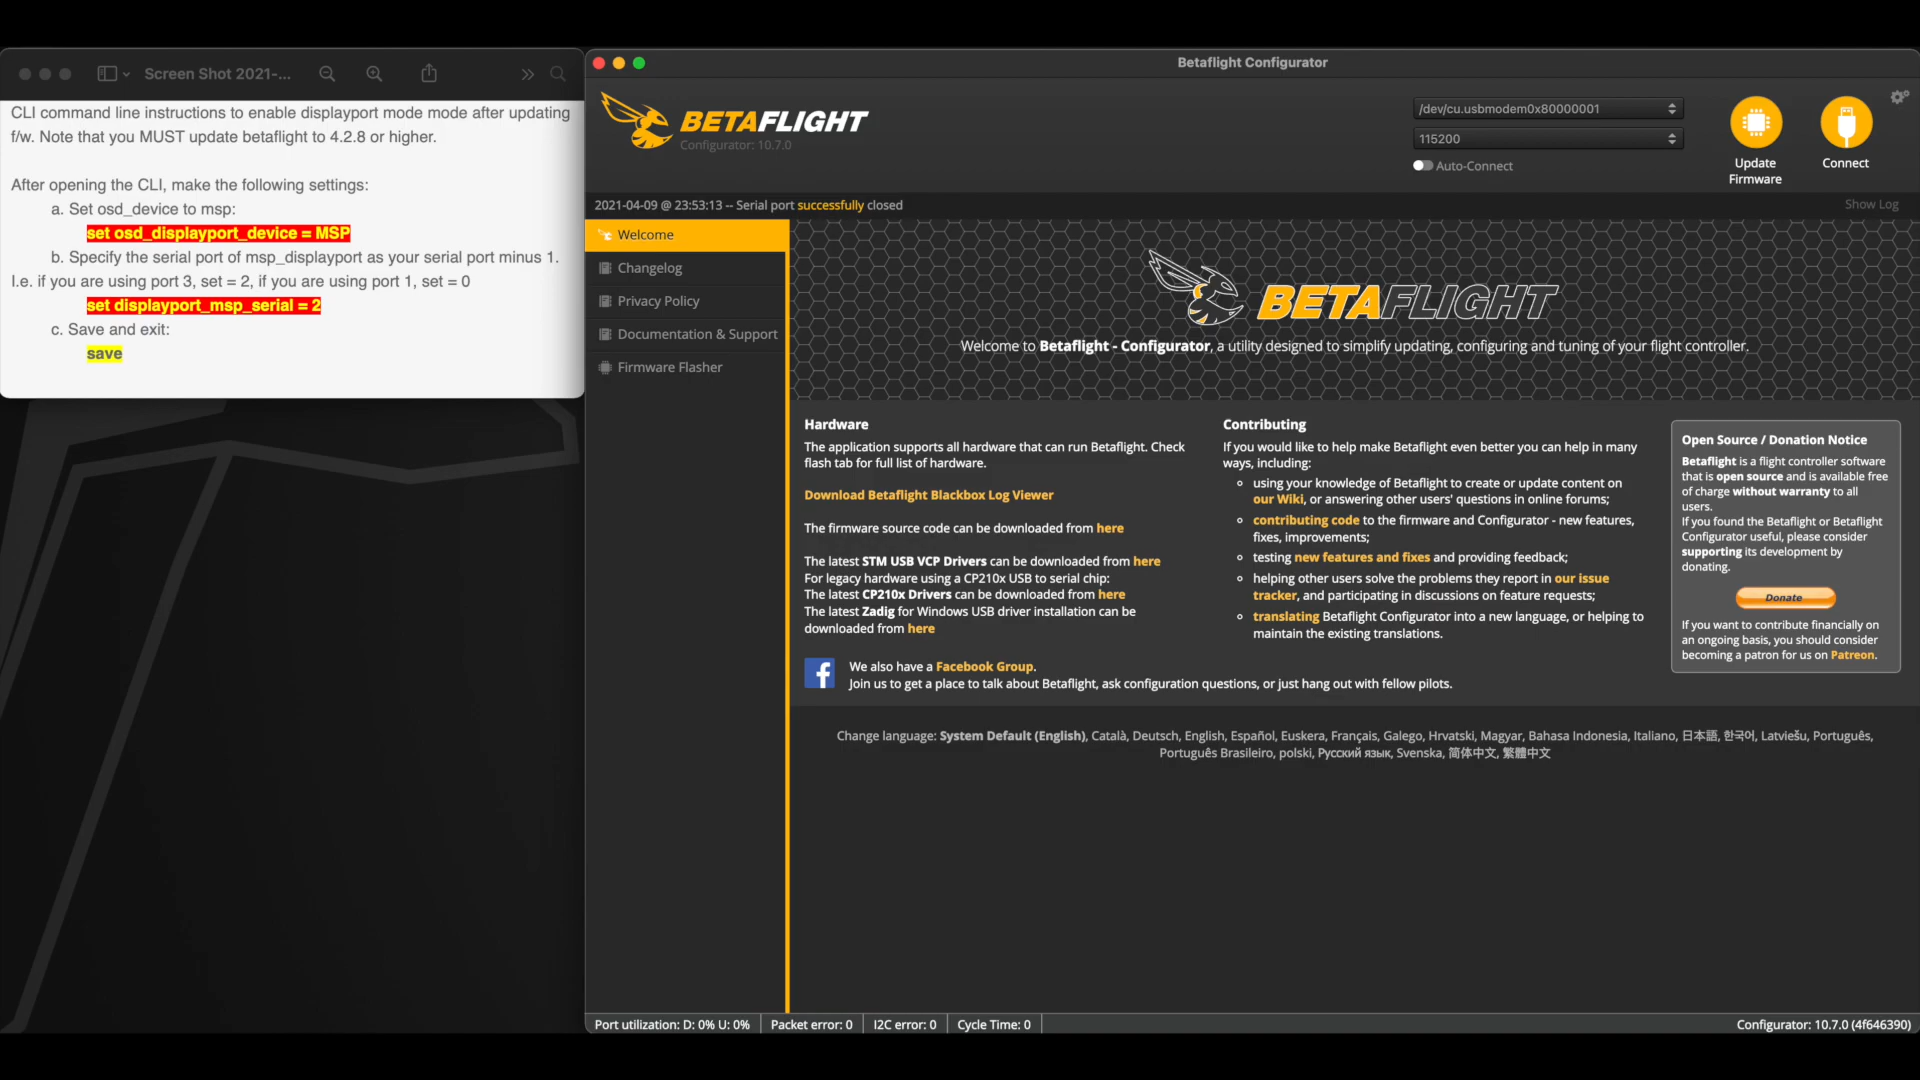 Screen Shot 2021-...
CLI command line instructions to enable displayport mode mode after updating
f/w. Note that you MUST update betaflight to 4.2.8 or higher.
After opening the CLI, make the following settings:
a. Set osd_device to msp:
set osd_displayport_device = MSP
b. Specify the serial port of msp_displayport as your serial port minus 1.
I.e. if you are using port 3, set = 2, if you are using port 1, set = 0
set displayport_msp_serial = 2
c. Save and exit:
save
Betaflight Configurator
BETAFLIGHT
Configurator: 10.7.0
/dev/cu.usbmodem0x80000001
115200
Auto-Connect
Update
Firmware
Connect
2021-04-09 @ 23:53:13 -- Serial port successfully closed
Show Log
Welcome
Changelog
Privacy Policy
Documentation & Support
Firmware Flasher
BETAFLIGHT
Welcome to Betaflight - Configurator, a utility designed to simplify updating, configuring and tuning of your flight controller.
Hardware
The application supports all hardware that can run Betaflight. Check
flash tab for full list of hardware.
Download Betaflight Blackbox Log Viewer
The firmware source code can be downloaded from here
The latest STM USB VCP Drivers can be downloaded from here
For legacy hardware using a CP210x USB to serial chip:
The latest CP210x Drivers can be downloaded from here
The latest Zadig for Windows USB driver installation can be
downloaded from here
Contributing
If you would like to help make Betaflight even better you can help in many
ways, including:
using your knowledge of Betaflight to create or update content on
our Wiki, or answering other users' questions in online forums;
contributing code to the firmware and Configurator - new features,
fixes, improvements;
testing new features and fixes and providing feedback;
helping other users solve the problems they report in our issue
tracker, and participating in discussions on feature requests;
translating Betaflight Configurator into a new language, or helping to
maintain the existing translations.
Open Source / Donation Notice
Betaflight is a flight controller software
that is open source and is available free
of charge without warranty to all
users.
If you found the Betaflight or Betaflight
Configurator useful, please consider
supporting its development by
donating.
Donate
If you want to contribute financially on
an ongoing basis, you should consider
becoming a patron for us on Patreon.
We also have a Facebook Group.
Join us to get a place to talk about Betaflight, ask configuration questions, or just hang out with fellow pilots.
Change language: System Default (English), Català, Deutsch, English, Español, Euskera, Français, Galego, Hrvatski, Magyar, Bahasa Indonesia, Italiano, 日本語, 한국어, Latviešu, Português,
Português Brasileiro, polski, Русский язык, Svenska, 简体中文, 繁體中文
Port utilization: D: 0% U: 0%
Packet error: 0
I2C error: 0
Cycle Time: 0
Configurator: 10.7.0 (4f646390)